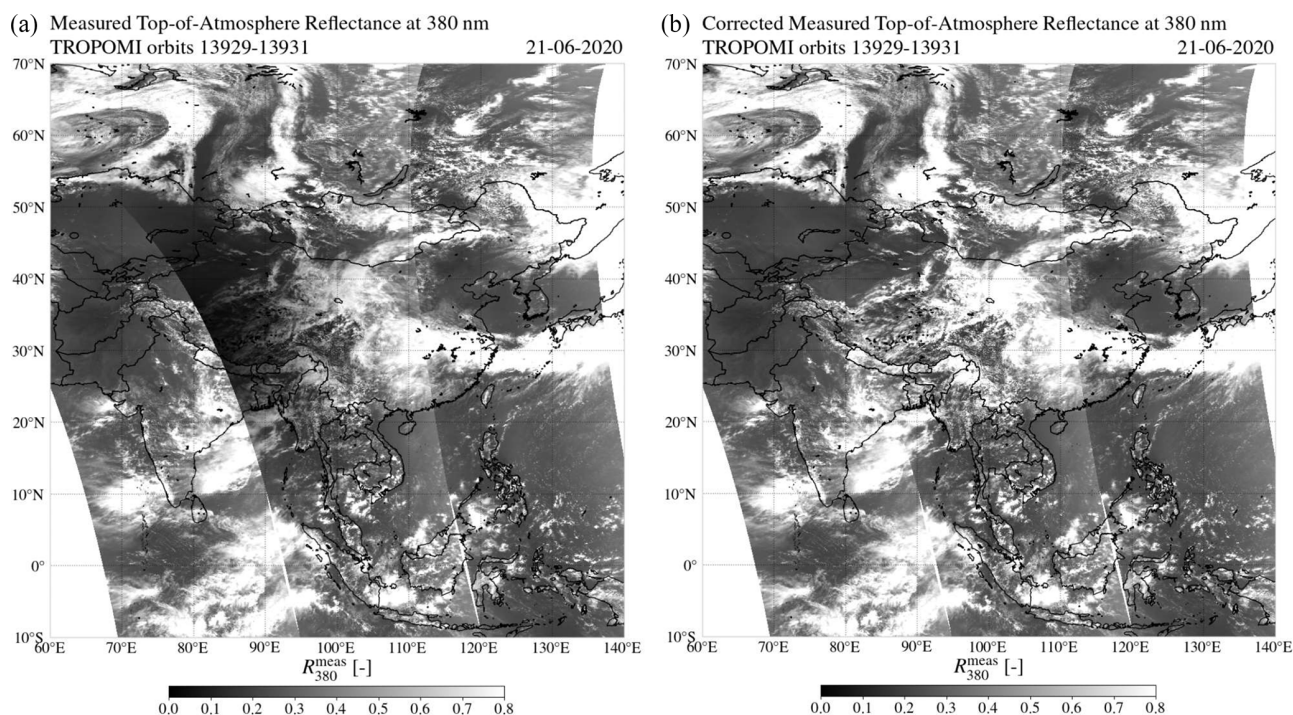 (a) Measured Top-of-Atmosphere Reflectance at 380 nm
TROPOMI orbits 13929-13931 21-06-2020
70°N
60°N
50°N
40°N
30°N
20°N
10°N
0°
10°S
60°E 70°E 80°E 90°E 100°E 110°E 120°E 130°E 140°E
R^meas_380 [-]
0.0 0.1 0.2 0.3 0.4 0.5 0.6 0.7 0.8
(b) Corrected Measured Top-of-Atmosphere Reflectance at 380 nm
TROPOMI orbits 13929-13931 21-06-2020
70°N
60°N
50°N
40°N
30°N
20°N
10°N
0°
10°S
60°E 70°E 80°E 90°E 100°E 110°E 120°E 130°E 140°E
R^meas_380 [-]
0.0 0.1 0.2 0.3 0.4 0.5 0.6 0.7 0.8